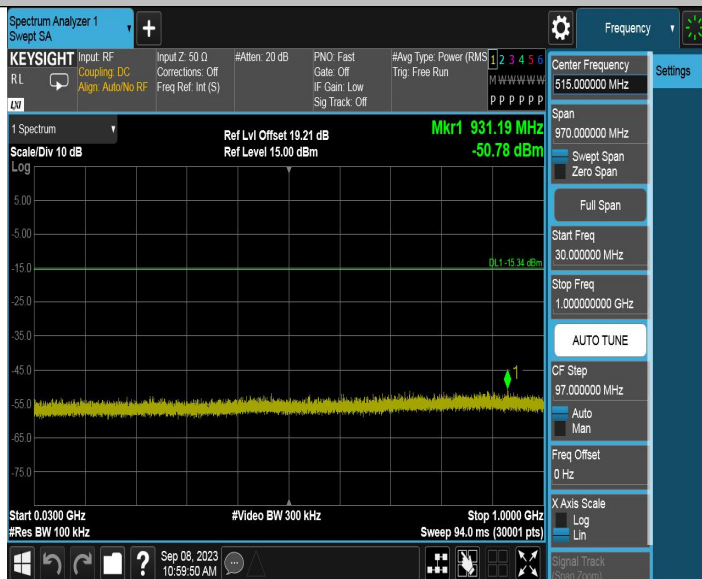 Spectrum Analyzer 1
Swept SA
Frequency
KEYSIGHT
RL
LXI
Input: RF
Coupling: DC
Align: Auto/No RF
Input Z: 50 Ω
Corrections: Off
Freq Ref: Int (S)
#Atten: 20 dB
PNO: Fast
Gate: Off
IF Gain: Low
Sig Track: Off
#Avg Type: Power (RMS
Trig: Free Run
1 2 3 4 5 6
M W W W W W
P P P P P P
1 Spectrum
Scale/Div 10 dB
Ref Lvl Offset 19.21 dB
Ref Level 15.00 dBm
Mkr1 931.19 MHz
-50.78 dBm
Log
5.00
-5.00
-15.0
DL1 -15.34 dBm
-25.0
-35.0
-45.0
1
-55.0
-65.0
-75.0
Start 0.0300 GHz
#Video BW 300 kHz
Stop 1.0000 GHz
#Res BW 100 kHz
Sweep 94.0 ms (30001 pts)
?
Sep 08, 2023
10:59:50 AM
Center Frequency
515.000000 MHz
Settings
Span
970.000000 MHz
Swept Span
Zero Span
Full Span
Start Freq
30.000000 MHz
Stop Freq
1.000000000 GHz
AUTO TUNE
CF Step
97.000000 MHz
Auto
Man
Freq Offset
0 Hz
X Axis Scale
Log
Lin
Signal Track
(Span Zoom)